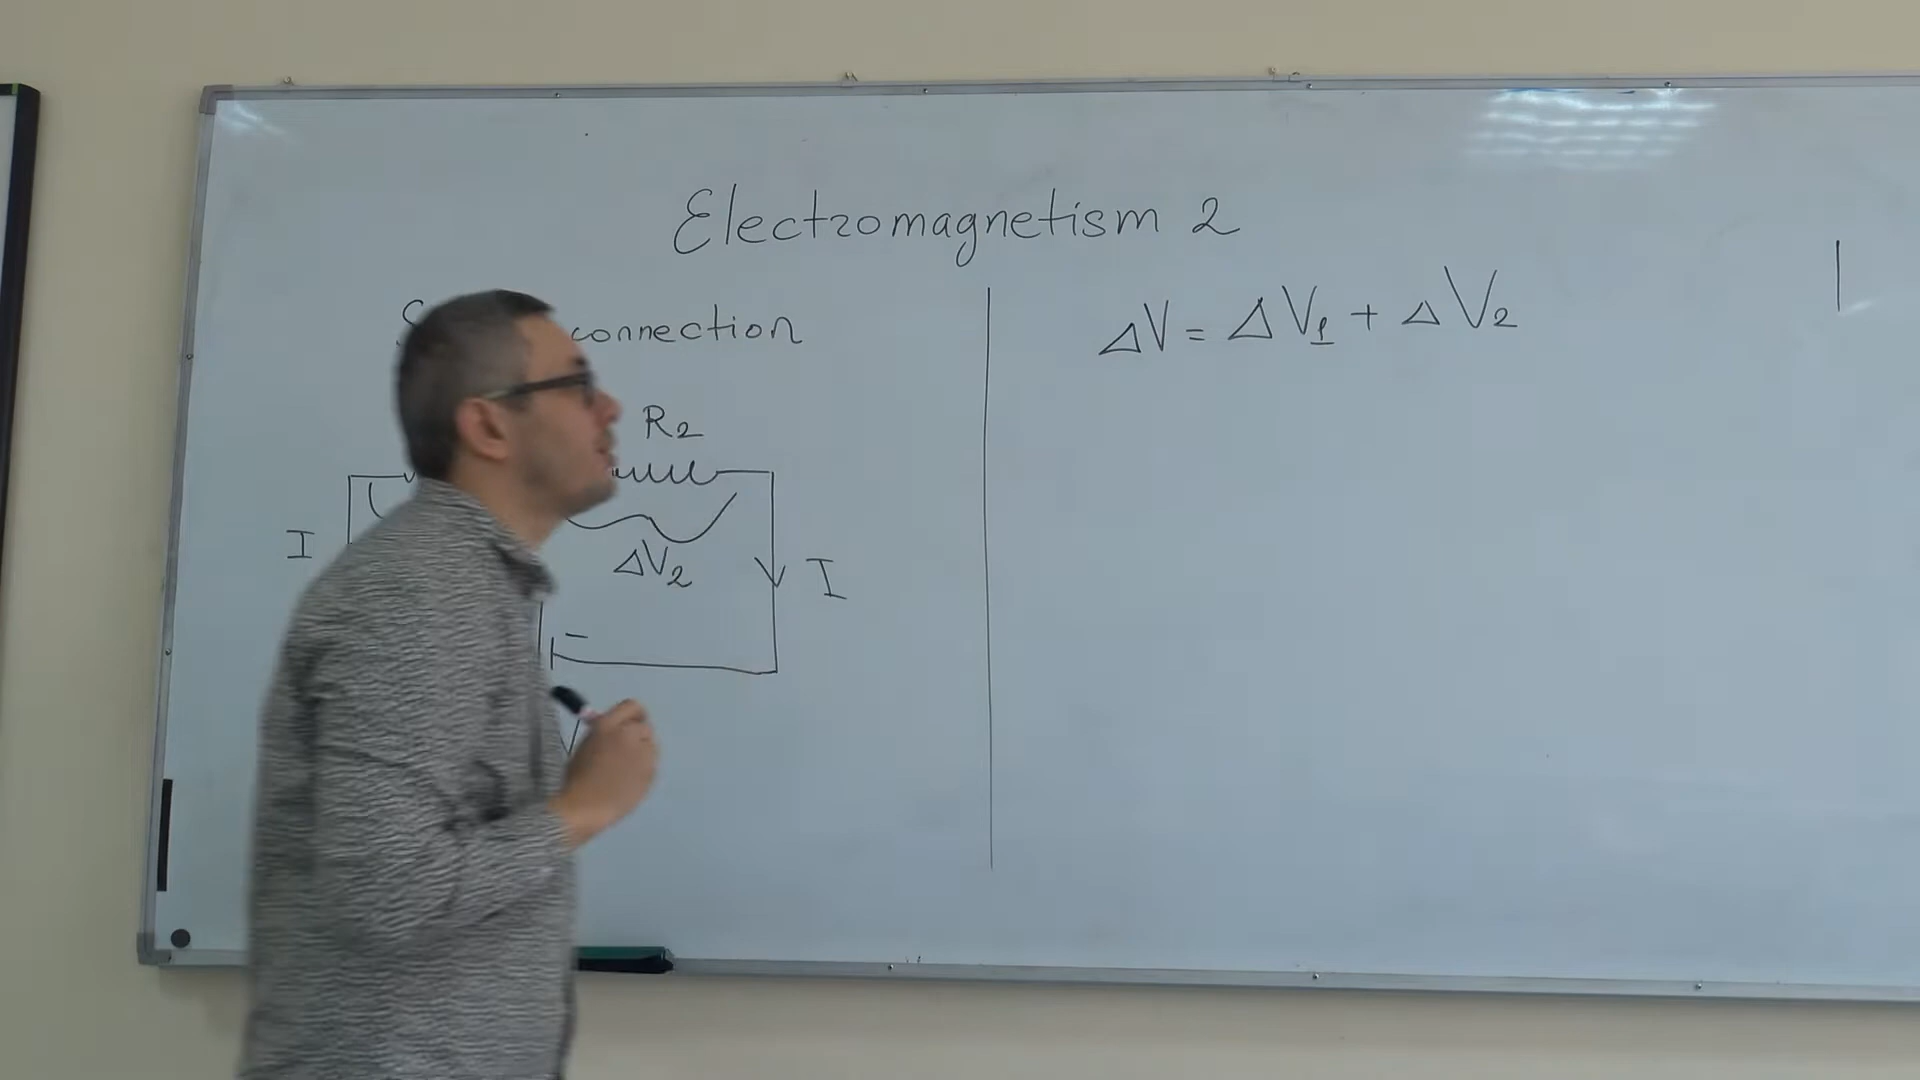 Electromagnetism 2
connection
ΔV = ΔV1 + ΔV2
R2
I
ΔV2
I
−